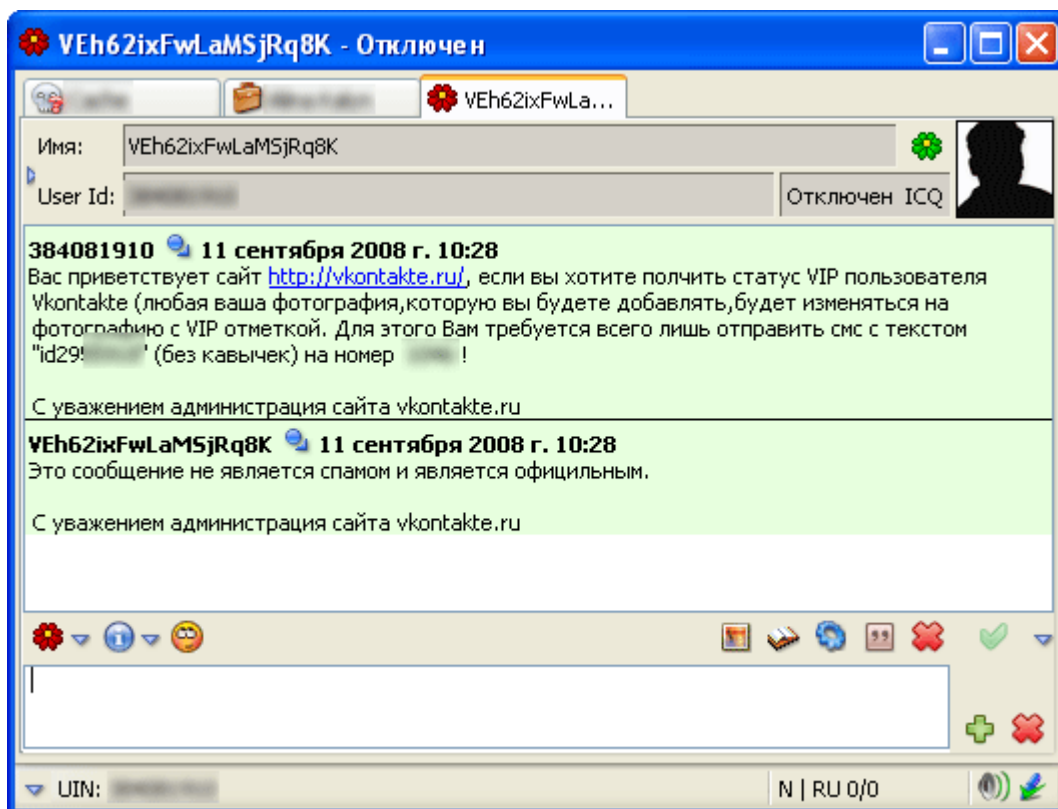 VEh62ixFwLaMSjRq8K - Отключен
VEh62ixFwLa...
Имя: VEh62ixFwLaMSjRq8K
User Id:
Отключен ICQ
384081910 11 сентября 2008 г. 10:28
Вас приветствует сайт http://vkontakte.ru/, если вы хотите полчить статус VIP пользователя
Vkontakte (любая ваша фотография,которую вы будете добавлять,будет изменяться на
фотографию с VIP отметкой. Для этого Вам требуется всего лишь отправить смс с текстом
"id29 " (без кавычек) на номер !
С уважением администрация сайта vkontakte.ru
VEh62ixFwLaMSjRq8K 11 сентября 2008 г. 10:28
Это сообщение не является спамом и является официльным.
С уважением администрация сайта vkontakte.ru
UIN:
N | RU 0/0